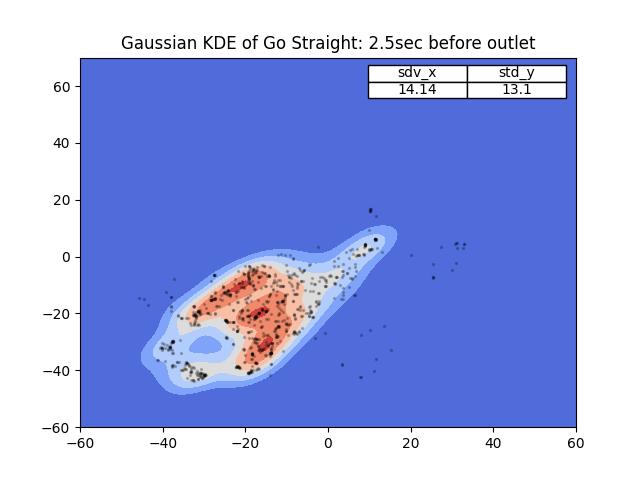 Gaussian KDE of Go Straight: 2.5sec before outlet
sdv_x std_y
14.14 13.1
60
40
20
0
−20
−40
−60
−60 −40 −20 0 20 40 60